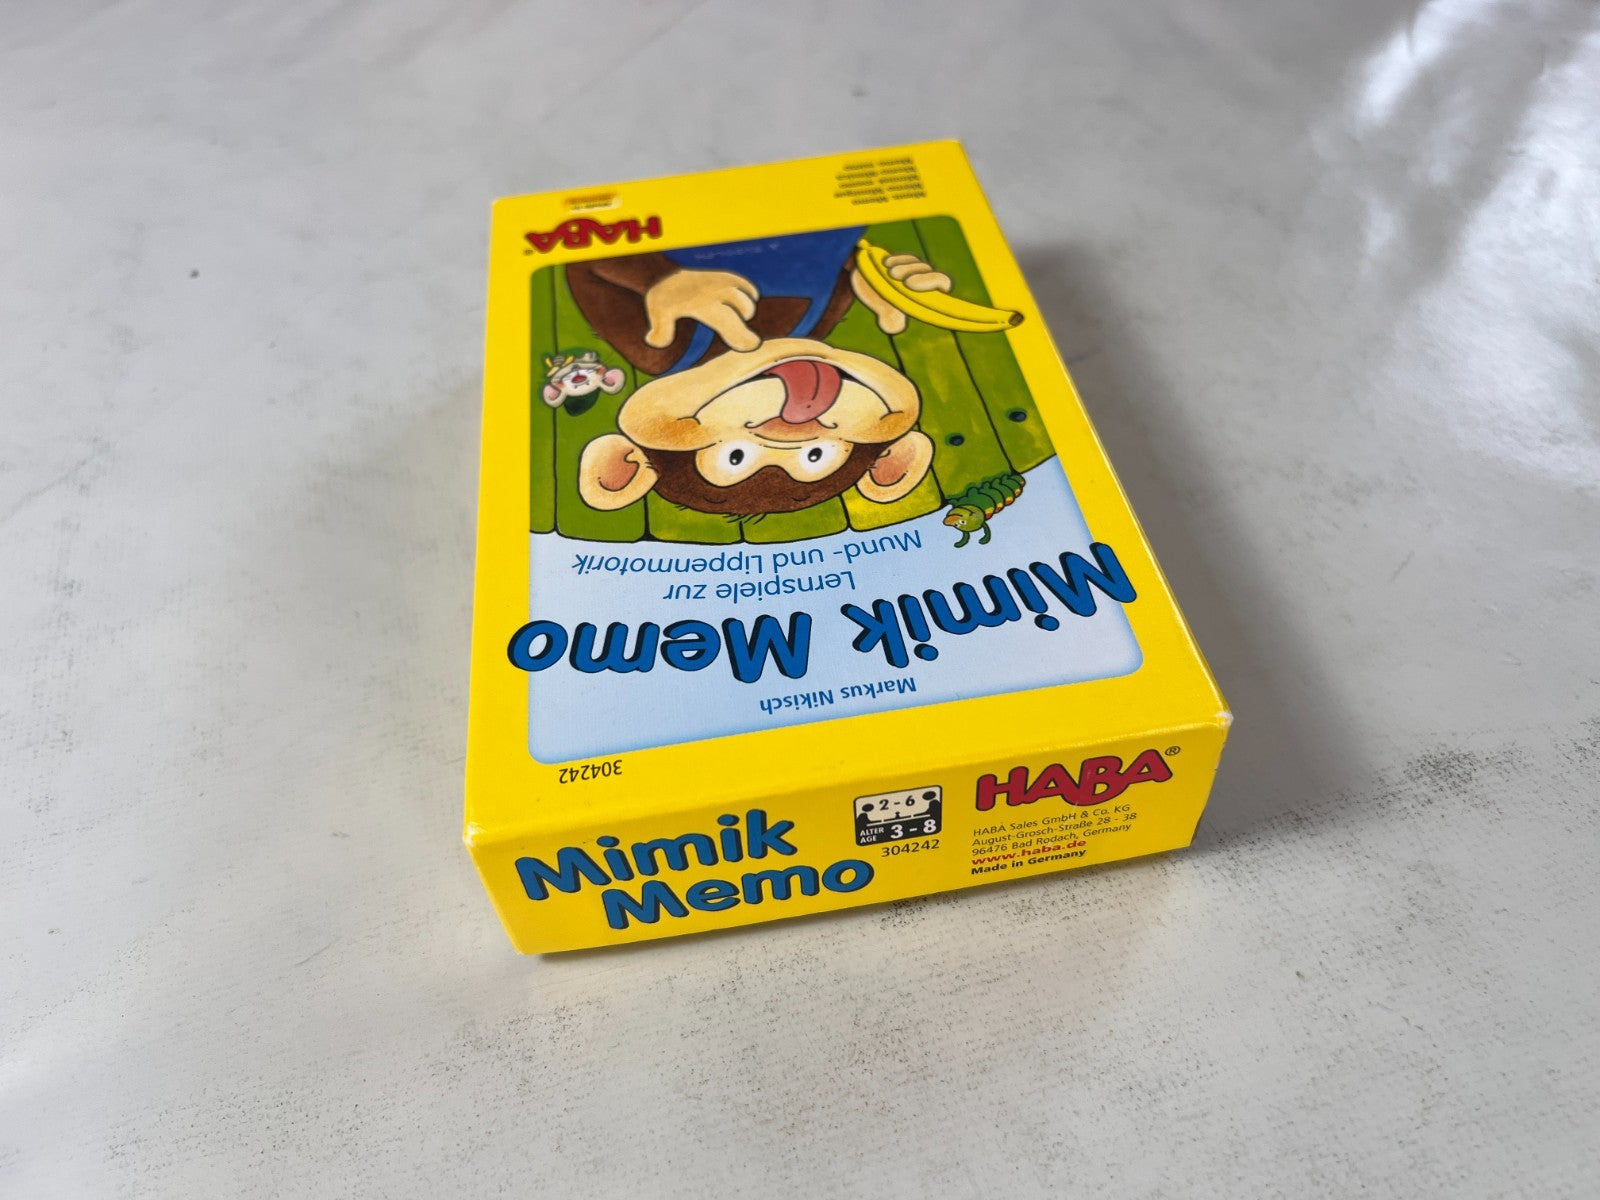 Markus Nikisch
Mimik Memo
Lernspiele zur
Mund- und Lippenmotorik
HABA®
304242
Mimik
Memo
2 - 6
ALTER
AGE
3 - 8
304242
HABA®
HABA Sales GmbH & Co. KG
August-Grosch-Straße 28 - 38
96476 Bad Rodach, Germany
www.haba.de
Made in Germany